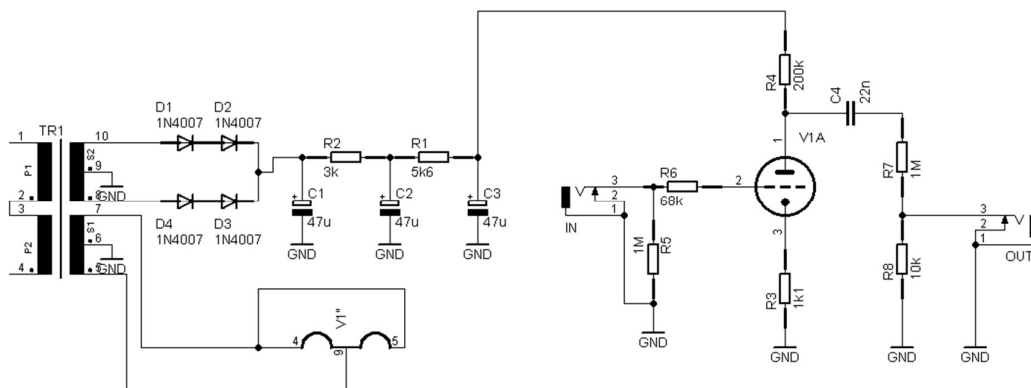 TR1
1
2
3
4
P1
P2
S2
S1
10
9
8
7
6
5
GND
GND
D1
1N4007
D2
1N4007
D4
1N4007
D3
1N4007
R2
3k
R1
5k6
C1
47u
GND
C2
47u
GND
C3
47u
GND
V1"
4
9
5
R4
200k
C4
22n
V1A
1
2
3
R6
68k
IN
3
2
1
1M
R5
GND
R3
1k1
GND
R7
1M
R8
10k
GND
3
2
1
OUT
GND